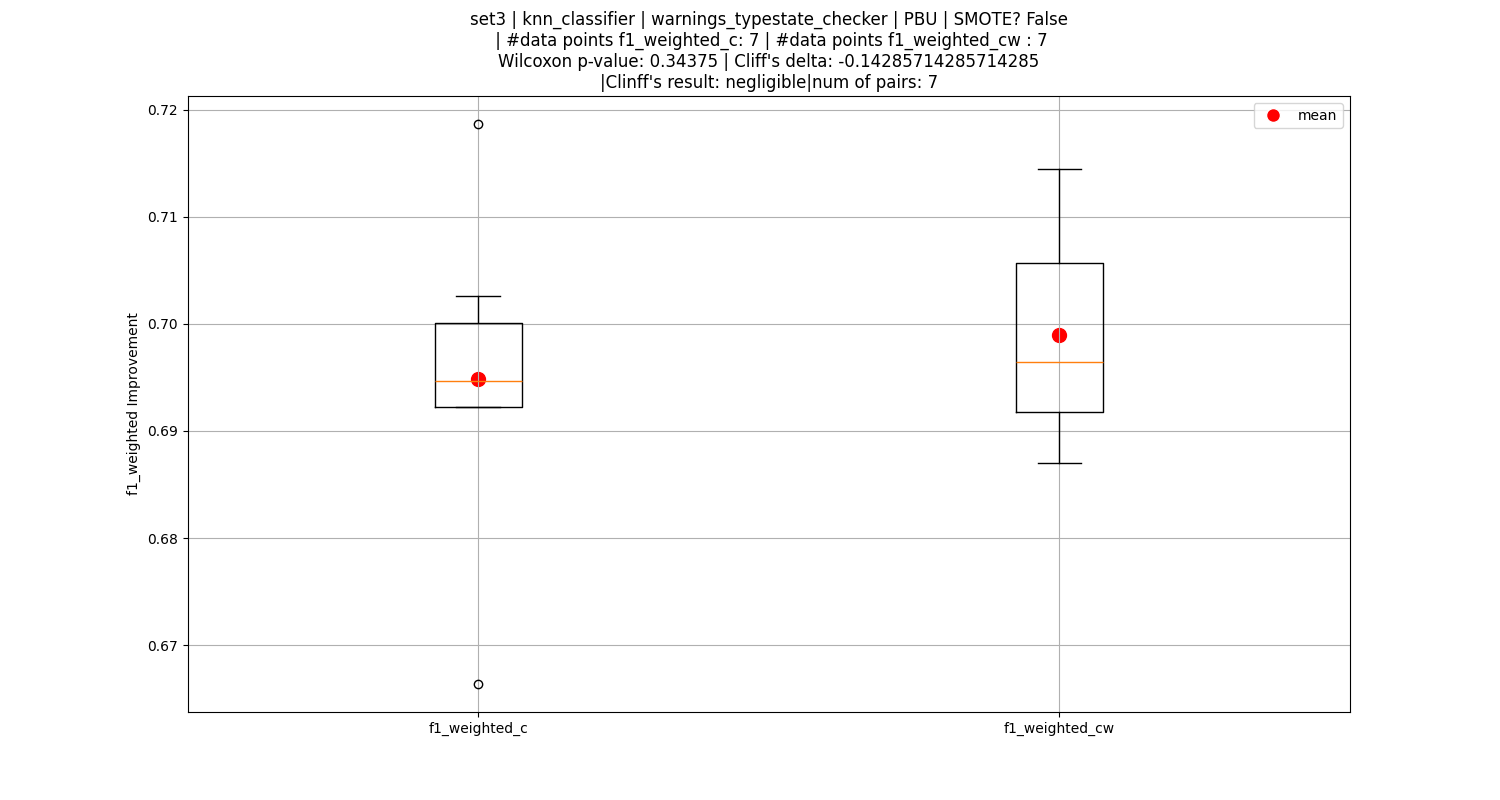 set3 | knn_classifier | warnings_typestate_checker | PBU | SMOTE? False
| #data points f1_weighted_c: 7 | #data points f1_weighted_cw : 7
Wilcoxon p-value: 0.34375 | Cliff's delta: -0.14285714285714285
|Clinff's result: negligible|num of pairs: 7
mean
0.72
0.71
0.70
0.69
0.68
0.67
f1_weighted Improvement
f1_weighted_c
f1_weighted_cw